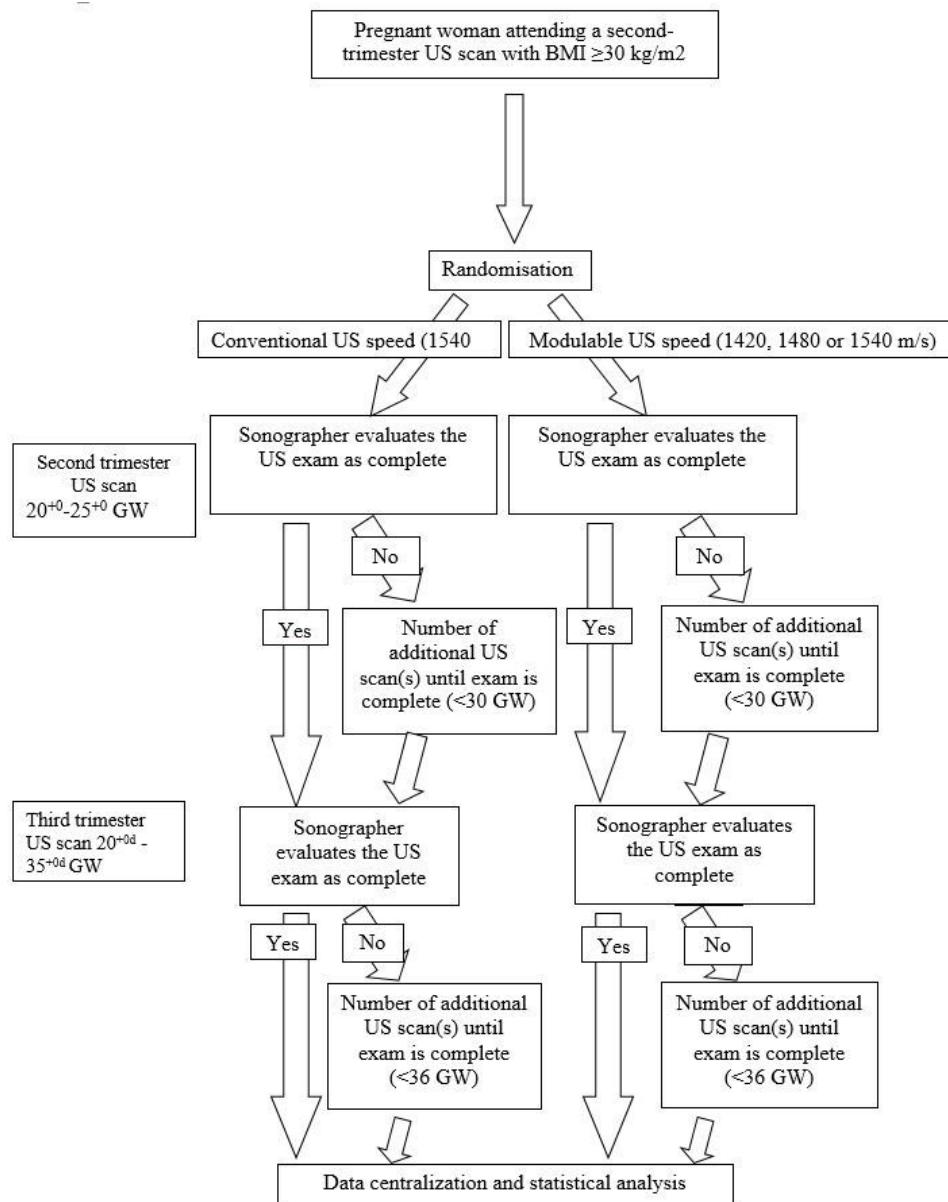 Pregnant woman attending a second-
trimester US scan with BMI ≥30 kg/m2
Randomisation
Conventional US speed (1540
Modulable US speed (1420, 1480 or 1540 m/s)
Second trimester
US scan
20⁺⁰-25⁺⁰ GW
Sonographer evaluates the
US exam as complete
Sonographer evaluates the
US exam as complete
No
No
Yes
Yes
Number of
additional US
scan(s) until exam is
complete (<30 GW)
Number of additional
US scan(s) until
exam is complete
(<30 GW)
Third trimester
US scan 20⁺⁰ᵈ -
35⁺⁰ᵈ GW
Sonographer
evaluates the US
exam as complete
Sonographer evaluates
the US exam as
complete
Yes
No
Yes
No
Number of additional
US scan(s) until
exam is complete
(<36 GW)
Number of additional
US scan(s) until
exam is complete
(<36 GW)
Data centralization and statistical analysis